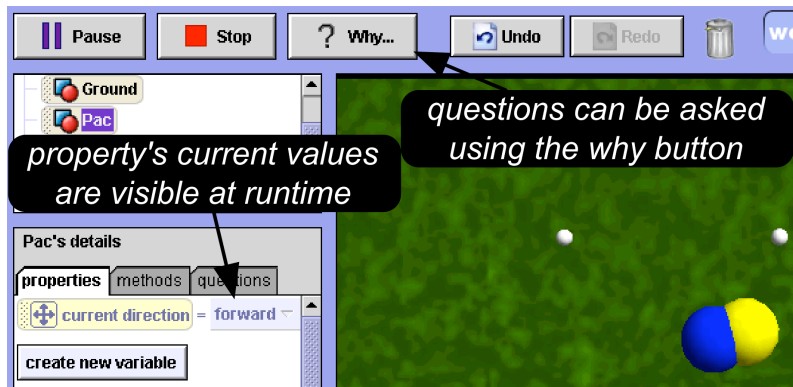 Pause Stop ? Why... Undo Redo
Ground
Pac
questions can be asked
using the why button
property's current values
are visible at runtime
Pac's details
properties methods questions
current direction = forward
create new variable